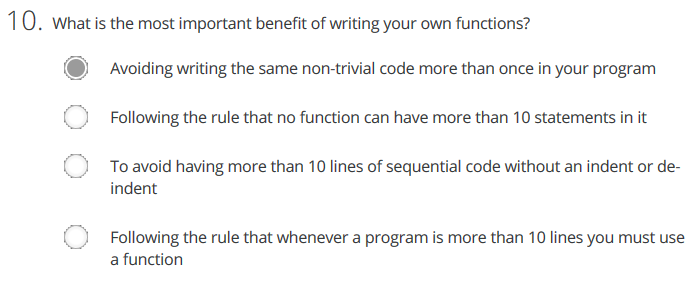 10. What is the most important benefit of writing your own functions?
Avoiding writing the same non-trivial code more than once in your program
Following the rule that no function can have more than 10 statements in it
To avoid having more than 10 lines of sequential code without an indent or de-
indent
Following the rule that whenever a program is more than 10 lines you must use
a function